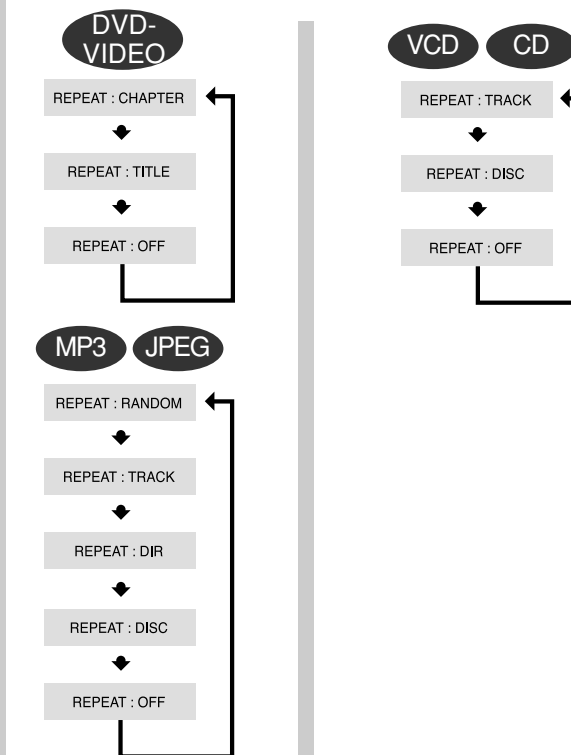 DVD-
VIDEO
REPEAT : CHAPTER
REPEAT : TITLE
REPEAT : OFF
MP3 JPEG
REPEAT : RANDOM
REPEAT : TRACK
REPEAT : DIR
REPEAT : DISC
REPEAT : OFF
VCD CD
REPEAT : TRACK
REPEAT : DISC
REPEAT : OFF